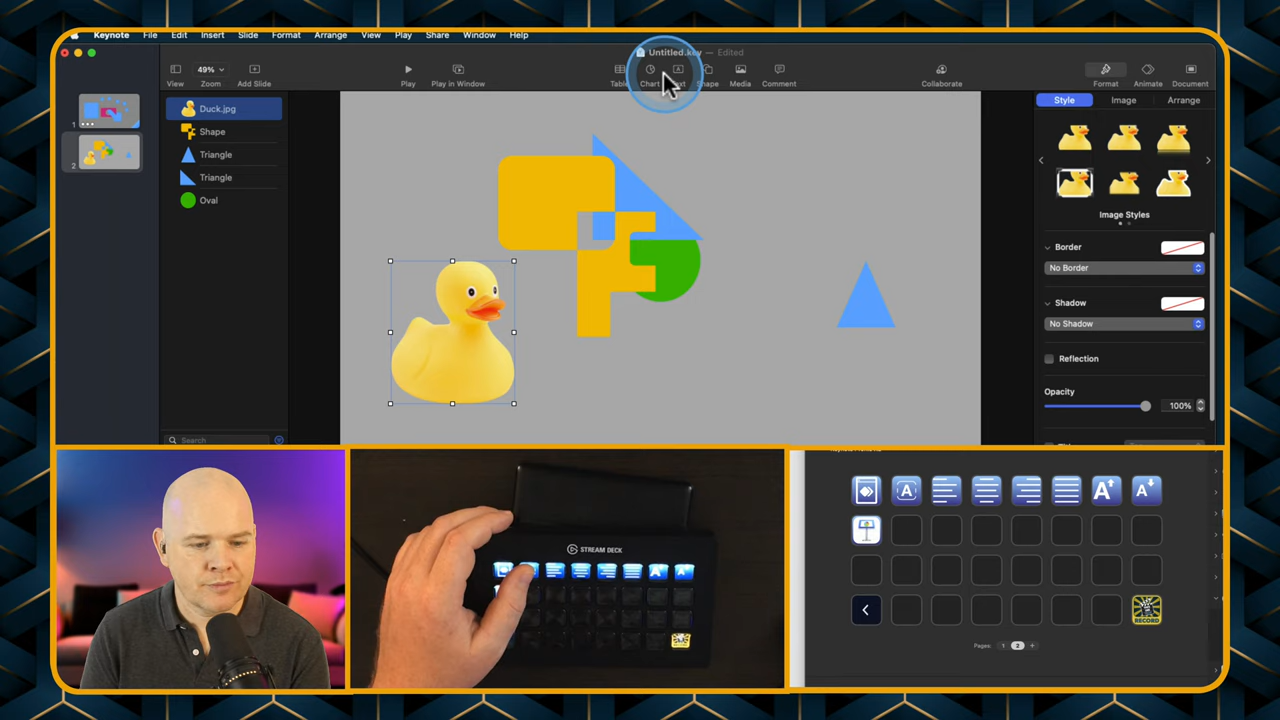 Keynote File Edit Insert Slide Format Arrange View Play Share Window Help
Untitled.key — Edited
49%
View Zoom Add Slide Play Play in Window Table Chart Text Shape Media Comment Collaborate Format Animate Document
Duck.jpg
Shape
Triangle
Triangle
Oval
Search
1
2
Style Image Arrange
Image Styles
Border
No Border
Shadow
No Shadow
Reflection
Opacity
100%
STREAM DECK
A A A
RECORD
Pages: 1 2 +